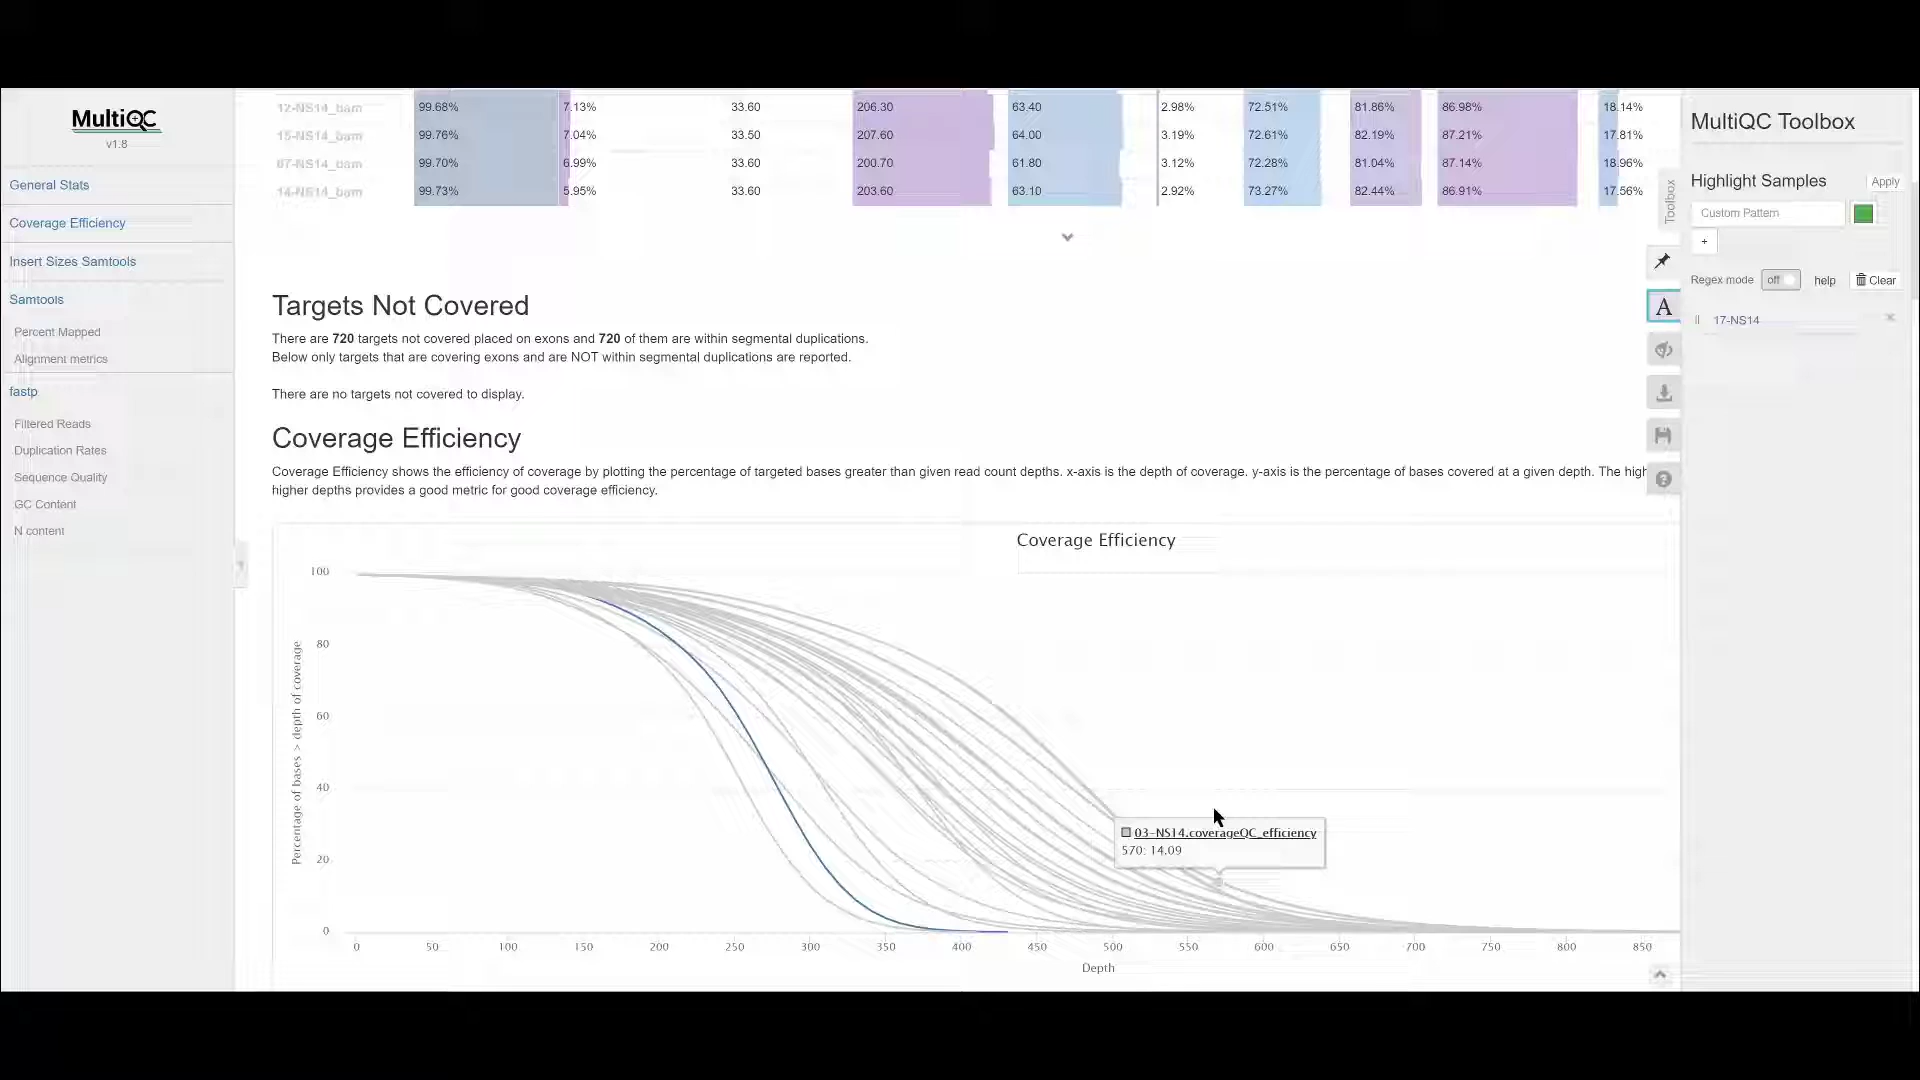 MultiQC
v1.8
General Stats
Coverage Efficiency
Insert Sizes Samtools
Samtools
Percent Mapped
Alignment metrics
fastp
Filtered Reads
Duplication Rates
Sequence Quality
GC Content
N content
12-NS14_bam 99.68% 7.13% 33.60 206.30 63.40 2.98% 72.51% 81.86% 86.98% 18.14%
15-NS14_bam 99.76% 7.04% 33.50 207.60 64.00 3.19% 72.61% 82.19% 87.21% 17.81%
07-NS14_bam 99.70% 6.99% 33.60 200.70 61.80 3.12% 72.28% 81.04% 87.14% 18.96%
14-NS14_bam 99.73% 5.95% 33.60 203.60 63.10 2.92% 73.27% 82.44% 86.91% 17.56%
Targets Not Covered
There are 720 targets not covered placed on exons and 720 of them are within segmental duplications.
Below only targets that are covering exons and are NOT within segmental duplications are reported.
There are no targets not covered to display.
Coverage Efficiency
Coverage Efficiency shows the efficiency of coverage by plotting the percentage of targeted bases greater than given read count depths. x-axis is the depth of coverage. y-axis is the percentage of bases covered at a given depth. The high
higher depths provides a good metric for good coverage efficiency.
Coverage Efficiency
Percentage of bases > depth of coverage
100
80
60
40
20
0
03-NS14.coverageQC_efficiency
570: 14.09
0 50 100 150 200 250 300 350 400 450 500 550 600 650 700 750 800 850
Depth
Toolbox
A
?
MultiQC Toolbox
Highlight Samples Apply
Custom Pattern
+
Regex mode off help Clear
17-NS14